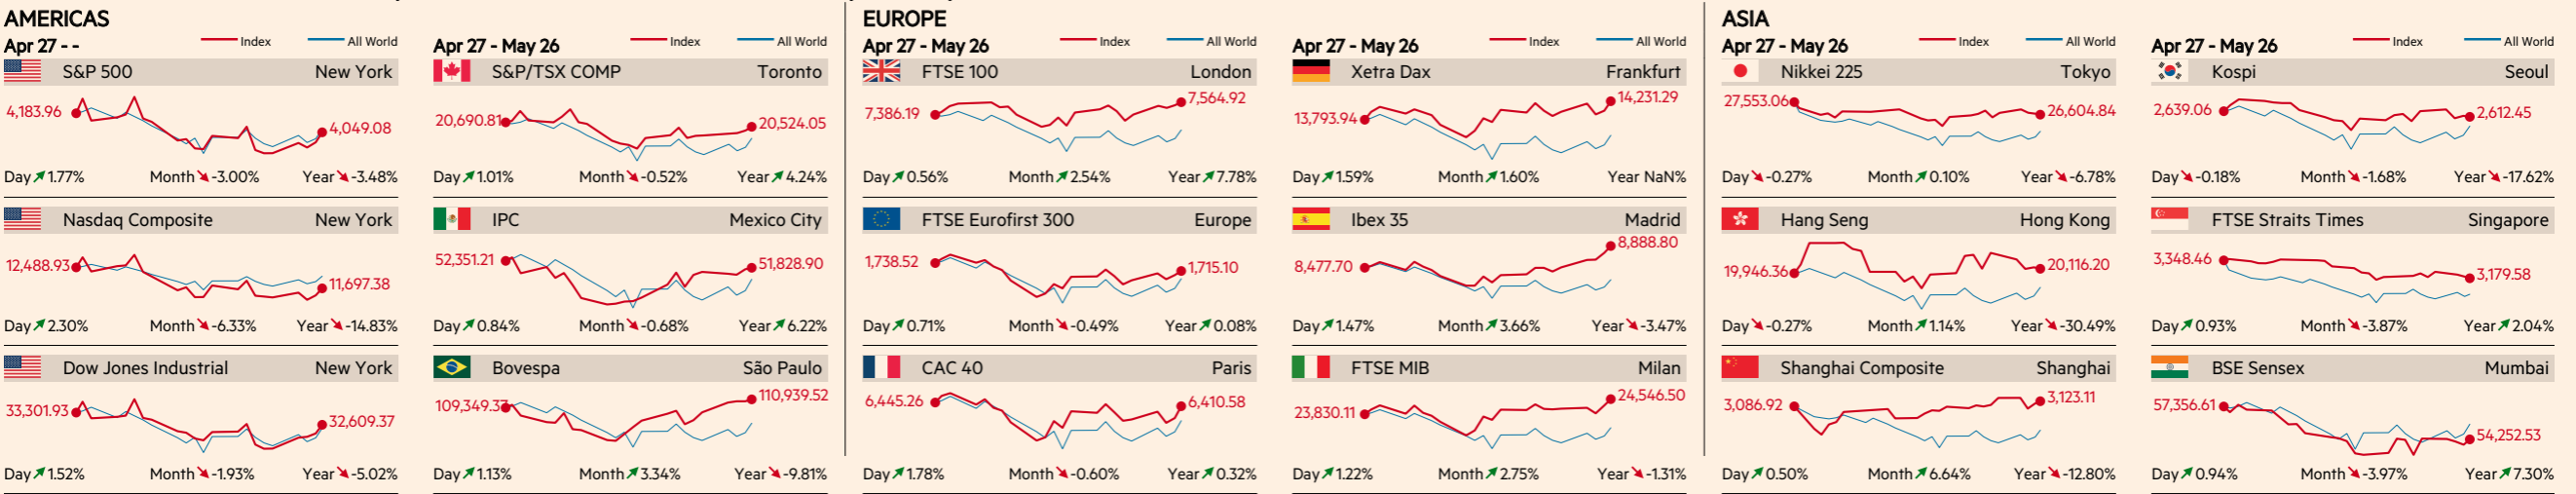 AMERICAS
Apr 27 - -
Index
All World
S&P 500
New York
4,183.96
4,049.08
Day 1.77%
Month -3.00%
Year -3.48%
Nasdaq Composite
New York
12,488.93
11,697.38
Day 2.30%
Month -6.33%
Year -14.83%
Dow Jones Industrial
New York
33,301.93
32,609.37
Day 1.52%
Month -1.93%
Year -5.02%
Apr 27 - May 26
Index
All World
S&P/TSX COMP
Toronto
20,690.81
20,524.05
Day 1.01%
Month -0.52%
Year 4.24%
IPC
Mexico City
52,351.21
51,828.90
Day 0.84%
Month -0.68%
Year 6.22%
Bovespa
São Paulo
109,349.37
110,939.52
Day 1.13%
Month 3.34%
Year -9.81%
EUROPE
Apr 27 - May 26
Index
All World
FTSE 100
London
7,386.19
7,564.92
Day 0.56%
Month 2.54%
Year 7.78%
FTSE Eurofirst 300
Europe
1,738.52
1,715.10
Day 0.71%
Month -0.49%
Year 0.08%
CAC 40
Paris
6,445.26
6,410.58
Day 1.78%
Month -0.60%
Year 0.32%
Apr 27 - May 26
Index
All World
Xetra Dax
Frankfurt
13,793.94
14,231.29
Day 1.59%
Month 1.60%
Year NaN%
Ibex 35
Madrid
8,477.70
8,888.80
Day 1.47%
Month 3.66%
Year -3.47%
FTSE MIB
Milan
23,830.11
24,546.50
Day 1.22%
Month 2.75%
Year -1.31%
ASIA
Apr 27 - May 26
Index
All World
Nikkei 225
Tokyo
27,553.06
26,604.84
Day -0.27%
Month 0.10%
Year -6.78%
Hang Seng
Hong Kong
19,946.36
20,116.20
Day -0.27%
Month 1.14%
Year -30.49%
Shanghai Composite
Shanghai
3,086.92
3,123.11
Day 0.50%
Month 6.64%
Year -12.80%
Apr 27 - May 26
Index
All World
Kospi
Seoul
2,639.06
2,612.45
Day -0.18%
Month -1.68%
Year -17.62%
FTSE Straits Times
Singapore
3,348.46
3,179.58
Day 0.93%
Month -3.87%
Year 2.04%
BSE Sensex
Mumbai
57,356.61
54,252.53
Day 0.94%
Month -3.97%
Year 7.30%